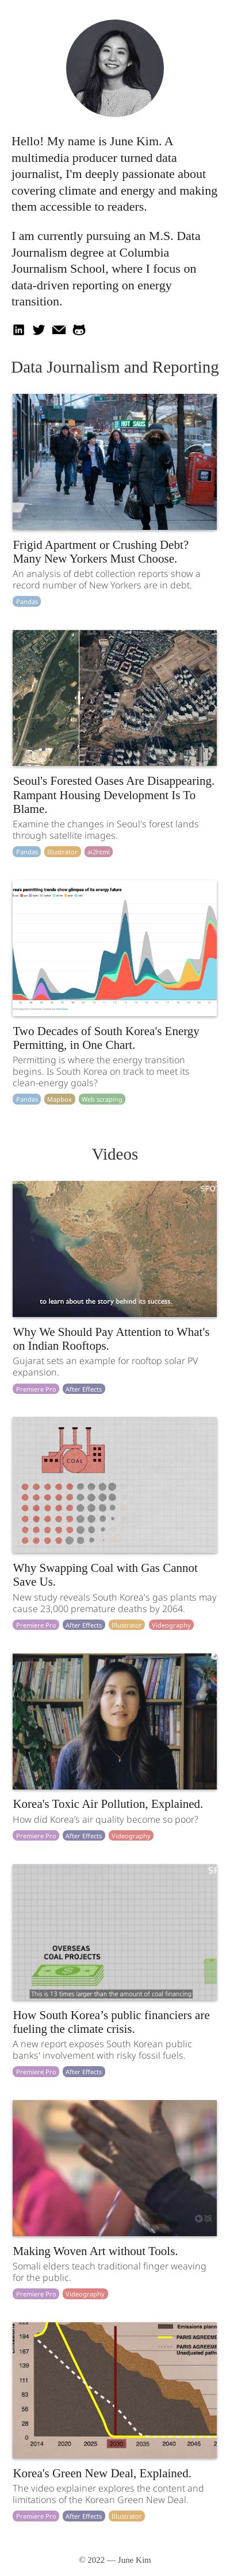 Hello! My name is June Kim. A
multimedia producer turned data
journalist, I'm deeply passionate about
covering climate and energy and making
them accessible to readers.
I am currently pursuing an M.S. Data
Journalism degree at Columbia
Journalism School, where I focus on
data-driven reporting on energy
transition.
Data Journalism and Reporting
HOT SADS
Frigid Apartment or Crushing Debt?
Many New Yorkers Must Choose.
An analysis of debt collection reports show a
record number of New Yorkers are in debt.
Pandas
Seoul's Forested Oases Are Disappearing.
Rampant Housing Development Is To
Blame.
Examine the changes in Seoul's forest lands
through satellite images.
Pandas Illustrator ai2html
permitting trends show glimpse of its energy future
Two Decades of South Korea's Energy
Permitting, in One Chart.
Permitting is where the energy transition
begins. Is South Korea on track to meet its
clean-energy goals?
Pandas Mapbox Web scraping
Videos
SFO
to learn about the story behind its success.
Why We Should Pay Attention to What's
on Indian Rooftops.
Gujarat sets an example for rooftop solar PV
expansion.
Premiere Pro After Effects
COAL
Why Swapping Coal with Gas Cannot
Save Us.
New study reveals South Korea's gas plants may
cause 23,000 premature deaths by 2064.
Premiere Pro After Effects Illustrator Videography
Korea's Toxic Air Pollution, Explained.
How did Korea's air quality become so poor?
Premiere Pro After Effects Videography
OVERSEAS
COAL PROJECTS
This is 13 times larger than the amount of coal financing
How South Korea’s public financiers are
fueling the climate crisis.
A new report exposes South Korean public
banks' involvement with risky fossil fuels.
Premiere Pro After Effects
Making Woven Art without Tools.
Somali elders teach traditional finger weaving
for the public.
Premiere Pro Videography
Emissions plann
PARIS AGREEME
PARIS AGREEME
Unadjusted path
194
167
139
111
83
56
28
0
2014 2020 2025 2030 2035 2040 2045
Korea's Green New Deal, Explained.
The video explainer explores the content and
limitations of the Korean Green New Deal.
Premiere Pro After Effects Illustrator
© 2022 — June Kim